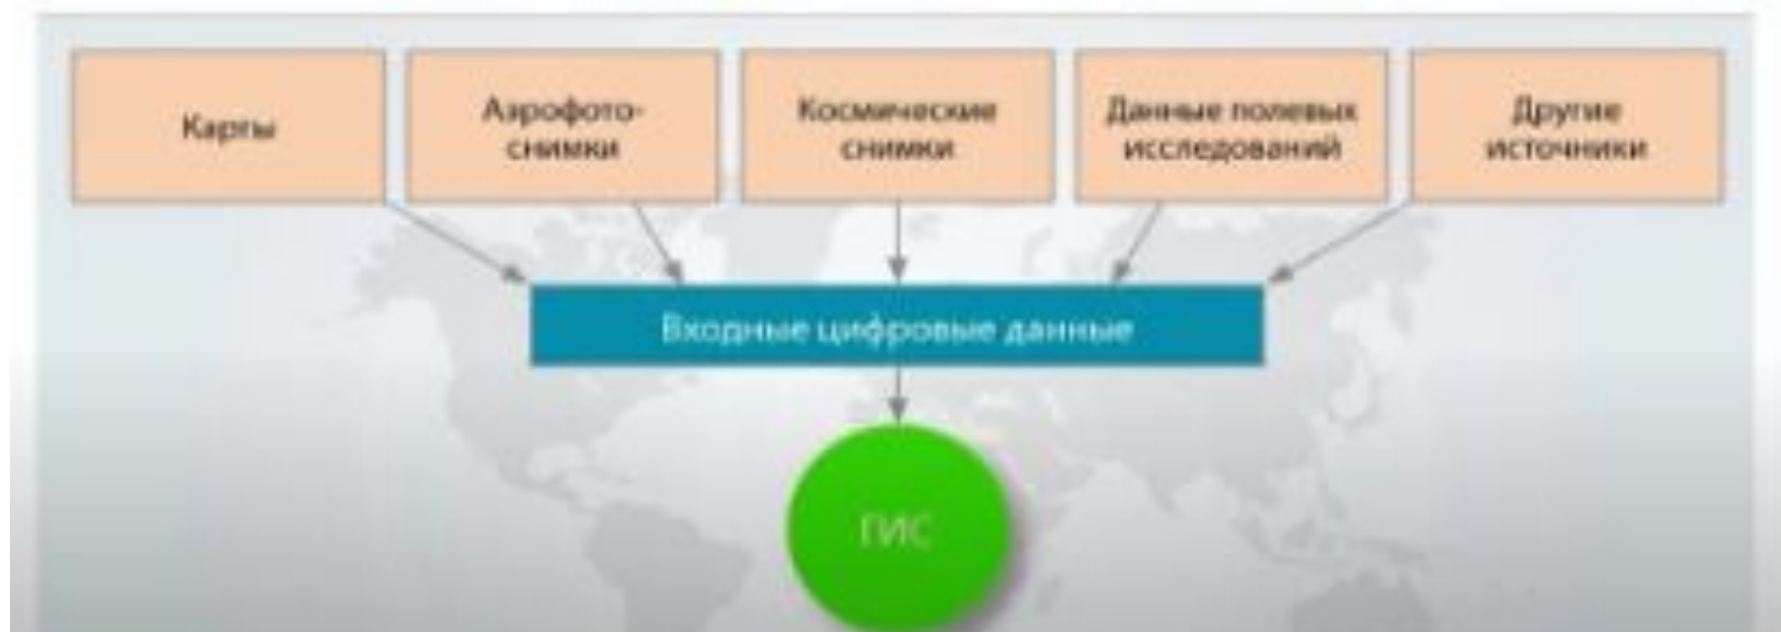 Карты
Аэрофото-
снимки
Космические
снимки
Данные полевых
исследований
Другие
источники
Входные цифровые данные
ГИС